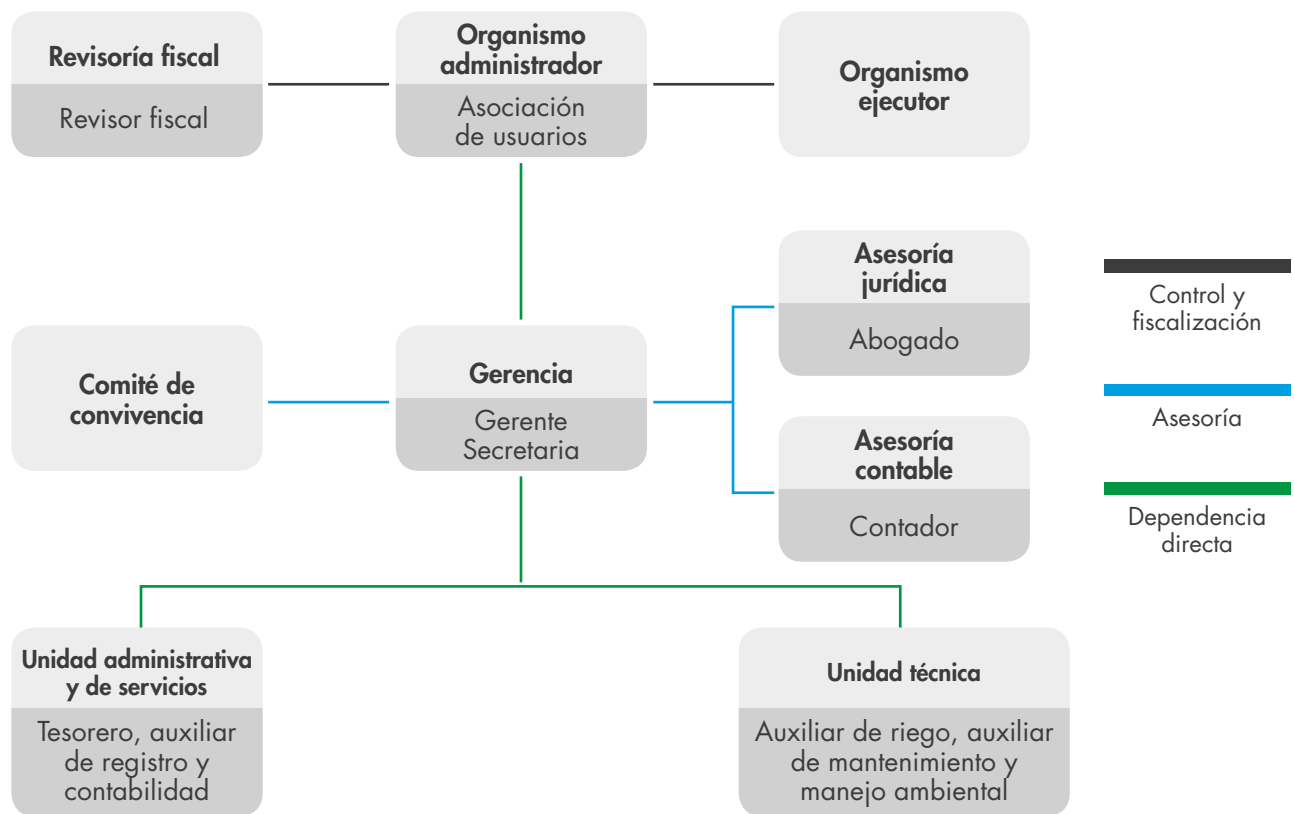 Revisoría fiscal
Revisor fiscal
Organismo
administrador
Asociación
de usuarios
Organismo
ejecutor
Asesoría
jurídica
Abogado
Comité de
convivencia
Gerencia
Gerente
Secretaria
Asesoría
contable
Contador
Control y
fiscalización
Asesoría
Dependencia
directa
Unidad administrativa
y de servicios
Tesorero, auxiliar
de registro y
contabilidad
Unidad técnica
Auxiliar de riego, auxiliar
de mantenimiento y
manejo ambiental